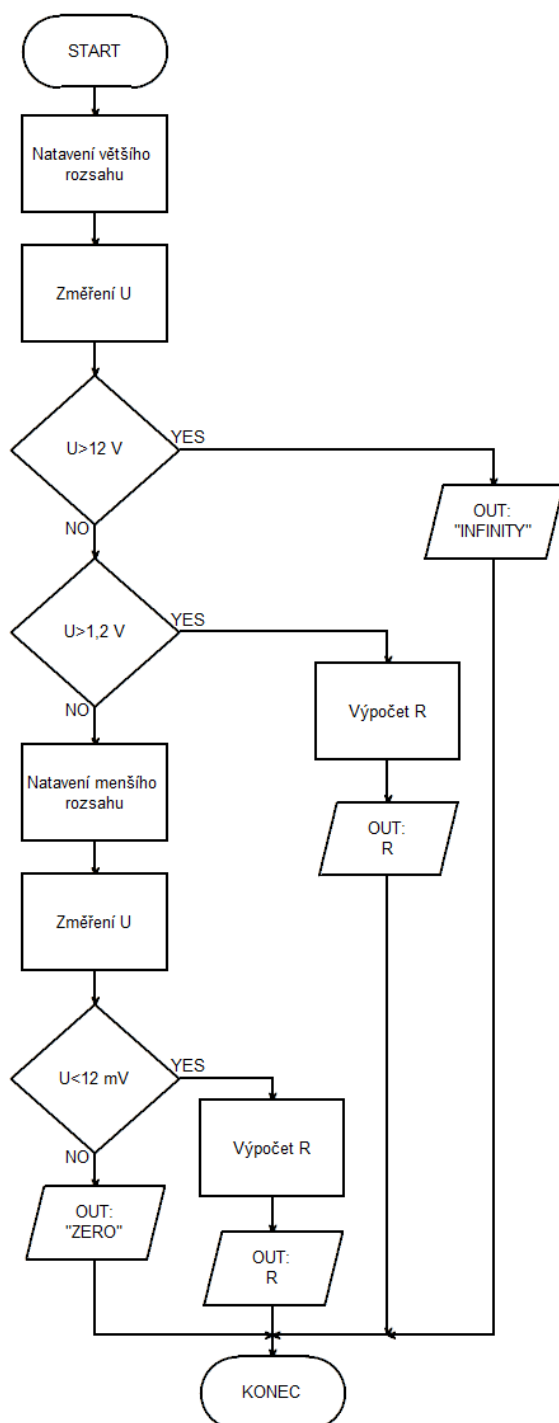 START
Natavení většího
rozsahu
Změření U
U>12 V
YES
NO
OUT:
"INFINITY"
U>1,2 V
YES
NO
Výpočet R
OUT:
R
Natavení menšího
rozsahu
Změření U
U<12 mV
YES
NO
Výpočet R
OUT:
"ZERO"
OUT:
R
KONEC